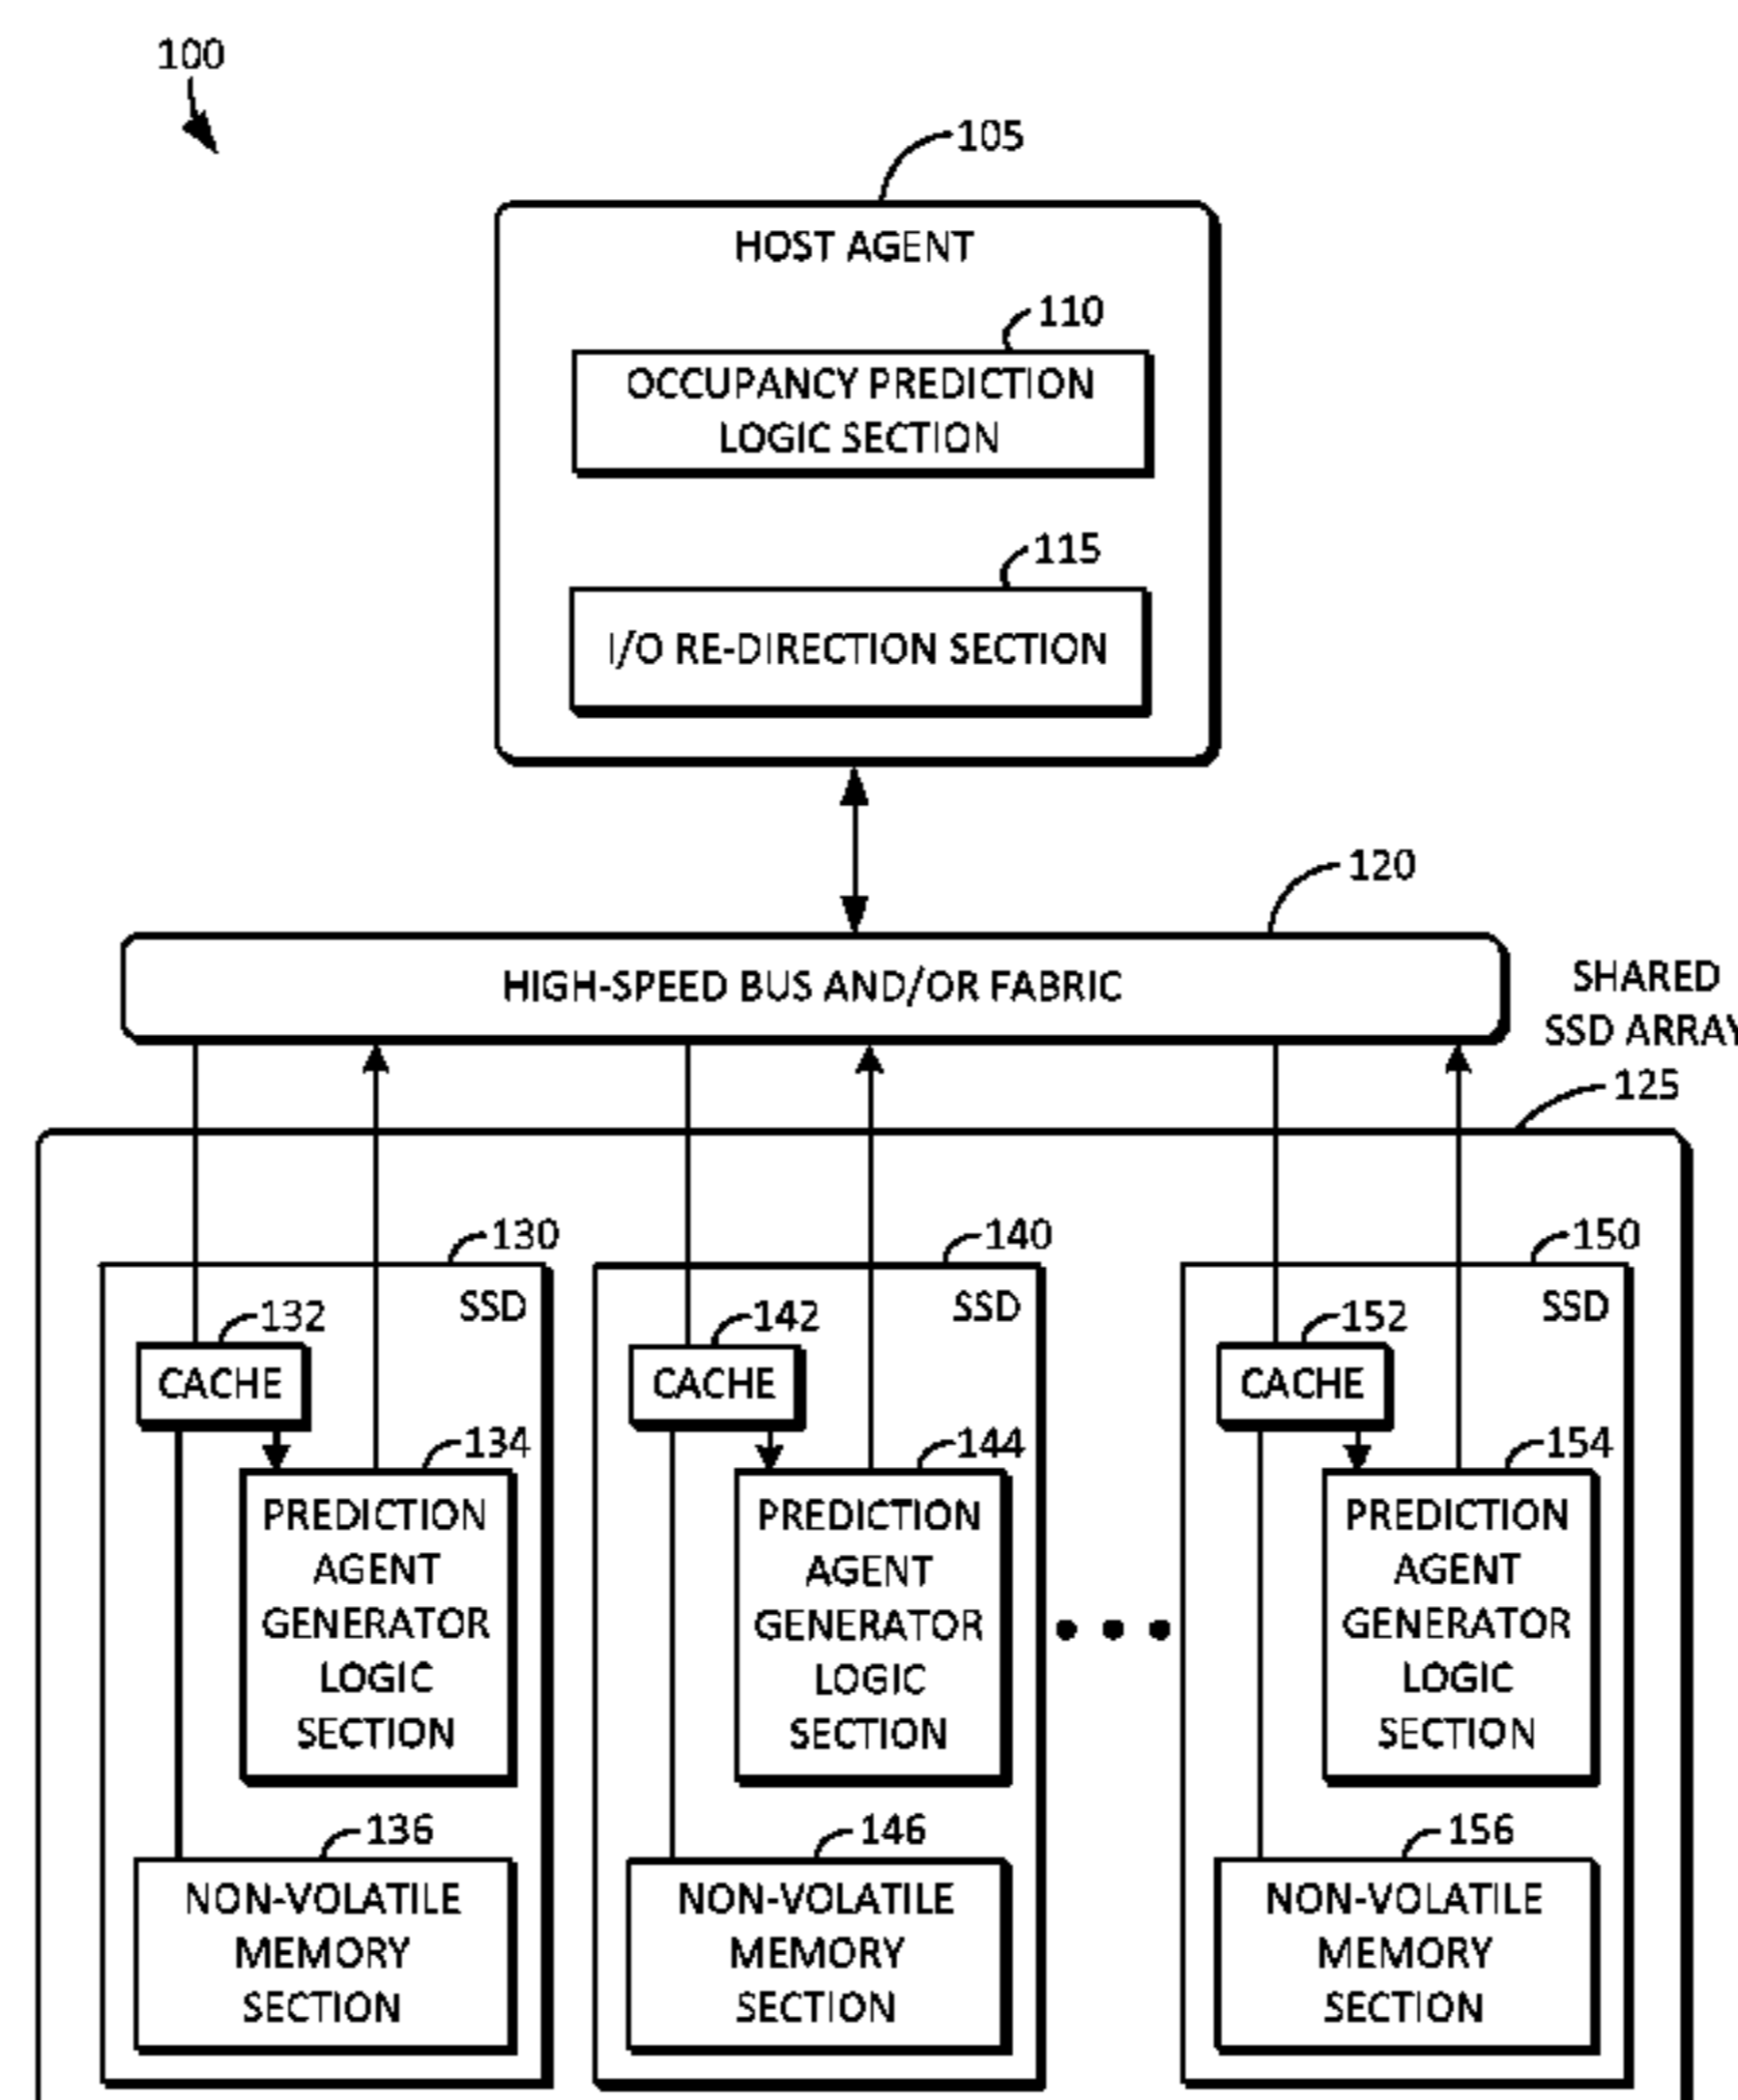 100
105
HOST AGENT
110
OCCUPANCY PREDICTION
LOGIC SECTION
115
I/O RE-DIRECTION SECTION
120
HIGH-SPEED BUS AND/OR FABRIC
SHARED
SSD ARRAY
125
130
SSD
132
CACHE
134
PREDICTION
AGENT
GENERATOR
LOGIC
SECTION
136
NON-VOLATILE
MEMORY
SECTION
140
SSD
142
CACHE
144
PREDICTION
AGENT
GENERATOR
LOGIC
SECTION
146
NON-VOLATILE
MEMORY
SECTION
150
SSD
152
CACHE
154
PREDICTION
AGENT
GENERATOR
LOGIC
SECTION
156
NON-VOLATILE
MEMORY
SECTION